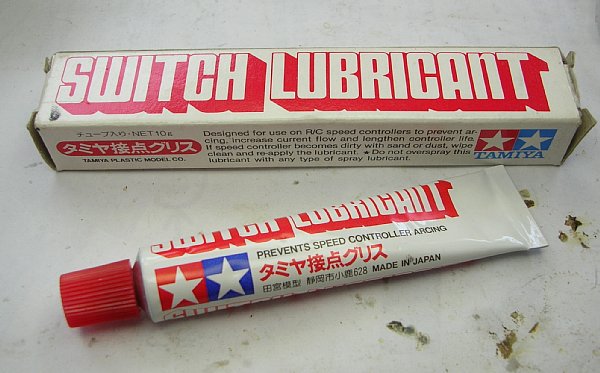 SWITCH LUBRICANT
チューブ入り・NET10g
タミヤ接点グリス
TAMIYA PLASTIC MODEL CO.
Designed for use on R/C speed controllers to prevent ar-
cing, increase current flow and lengthen controller life.
If speed controller becomes dirty with sand or dust, wipe
clean and re-apply the lubricant. ★Do not overspray this
lubricant with any type of spray lubricant.
TAMIYA
SWITCH LUBRICANT
PREVENTS SPEED CONTROLLER ARCING
タミヤ接点グリス
田宮模型 静岡市小鹿628 MADE IN JAPAN
SWITCH LUBRICANT